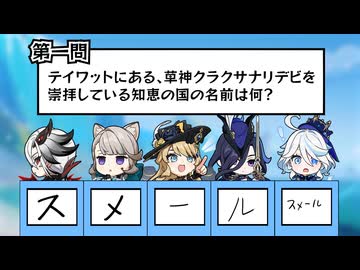 第一問
テイワットにある、草神クラクサナリデビを
崇拝している知恵の国の名前は何?
ス メ ー ル スメール